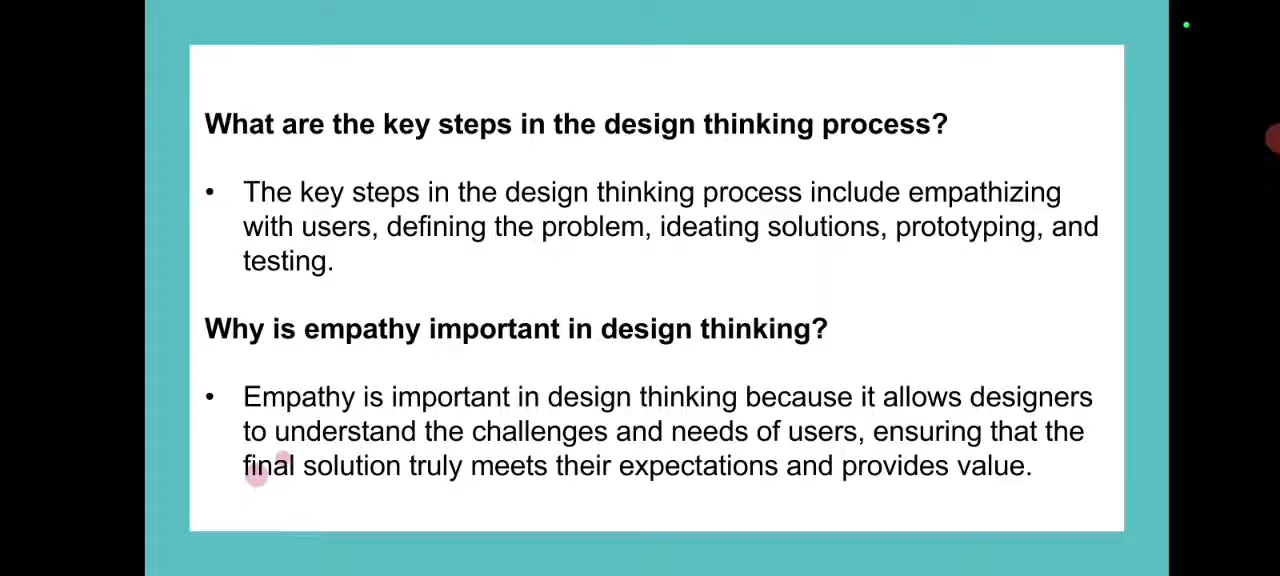 What are the key steps in the design thinking process?
• The key steps in the design thinking process include empathizing
with users, defining the problem, ideating solutions, prototyping, and
testing.
Why is empathy important in design thinking?
• Empathy is important in design thinking because it allows designers
to understand the challenges and needs of users, ensuring that the
final solution truly meets their expectations and provides value.